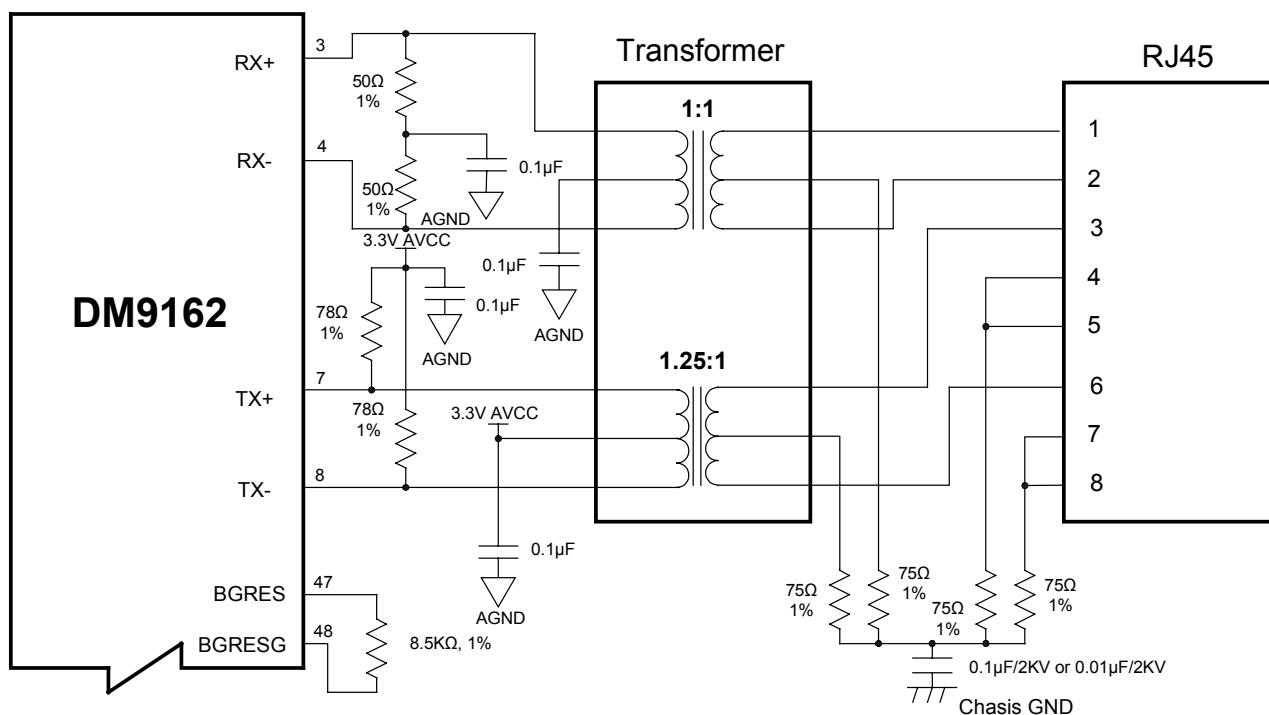 Transformer
RJ45
3
RX+
50Ω
1%
1:1
1
4
RX-
0.1µF
2
50Ω
1%
AGND
3
3.3V AVCC
0.1µF
0.1µF
4
DM9162
78Ω
1%
AGND
AGND
5
1.25:1
7
6
TX+
78Ω
1%
3.3V AVCC
7
8
TX-
8
0.1µF
47
BGRES
75Ω
1%
75Ω
1%
75Ω
1%
75Ω
1%
AGND
48
BGRESG
8.5KΩ, 1%
0.1µF/2KV or 0.01µF/2KV
Chasis GND